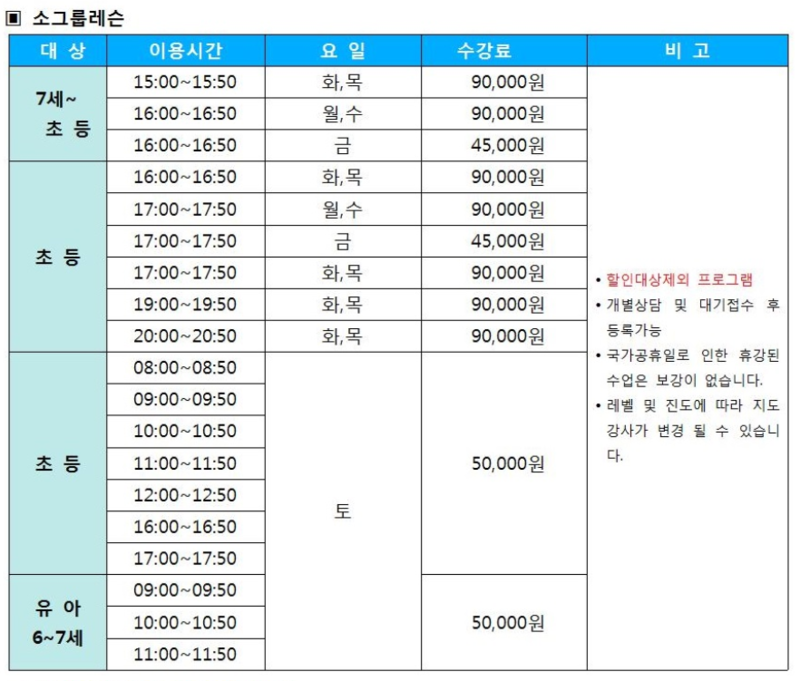 ▣ 소그룹레슨
대 상 이용시간 요 일 수강료 비 고
7세~
초 등
15:00~15:50 화,목 90,000원
16:00~16:50 월,수 90,000원
16:00~16:50 금 45,000원
초 등
16:00~16:50 화,목 90,000원
17:00~17:50 월,수 90,000원
17:00~17:50 금 45,000원
17:00~17:50 화,목 90,000원
19:00~19:50 화,목 90,000원
20:00~20:50 화,목 90,000원
초 등
08:00~08:50
09:00~09:50
10:00~10:50
11:00~11:50
12:00~12:50
16:00~16:50
17:00~17:50
토
50,000원
유 아
6~7세
09:00~09:50
10:00~10:50
11:00~11:50
50,000원
• 할인대상제외 프로그램
• 개별상담 및 대기접수 후
등록가능
• 국가공휴일로 인한 휴강된
수업은 보강이 없습니다.
• 레벨 및 진도에 따라 지도
강사가 변경 될 수 있습니
다.